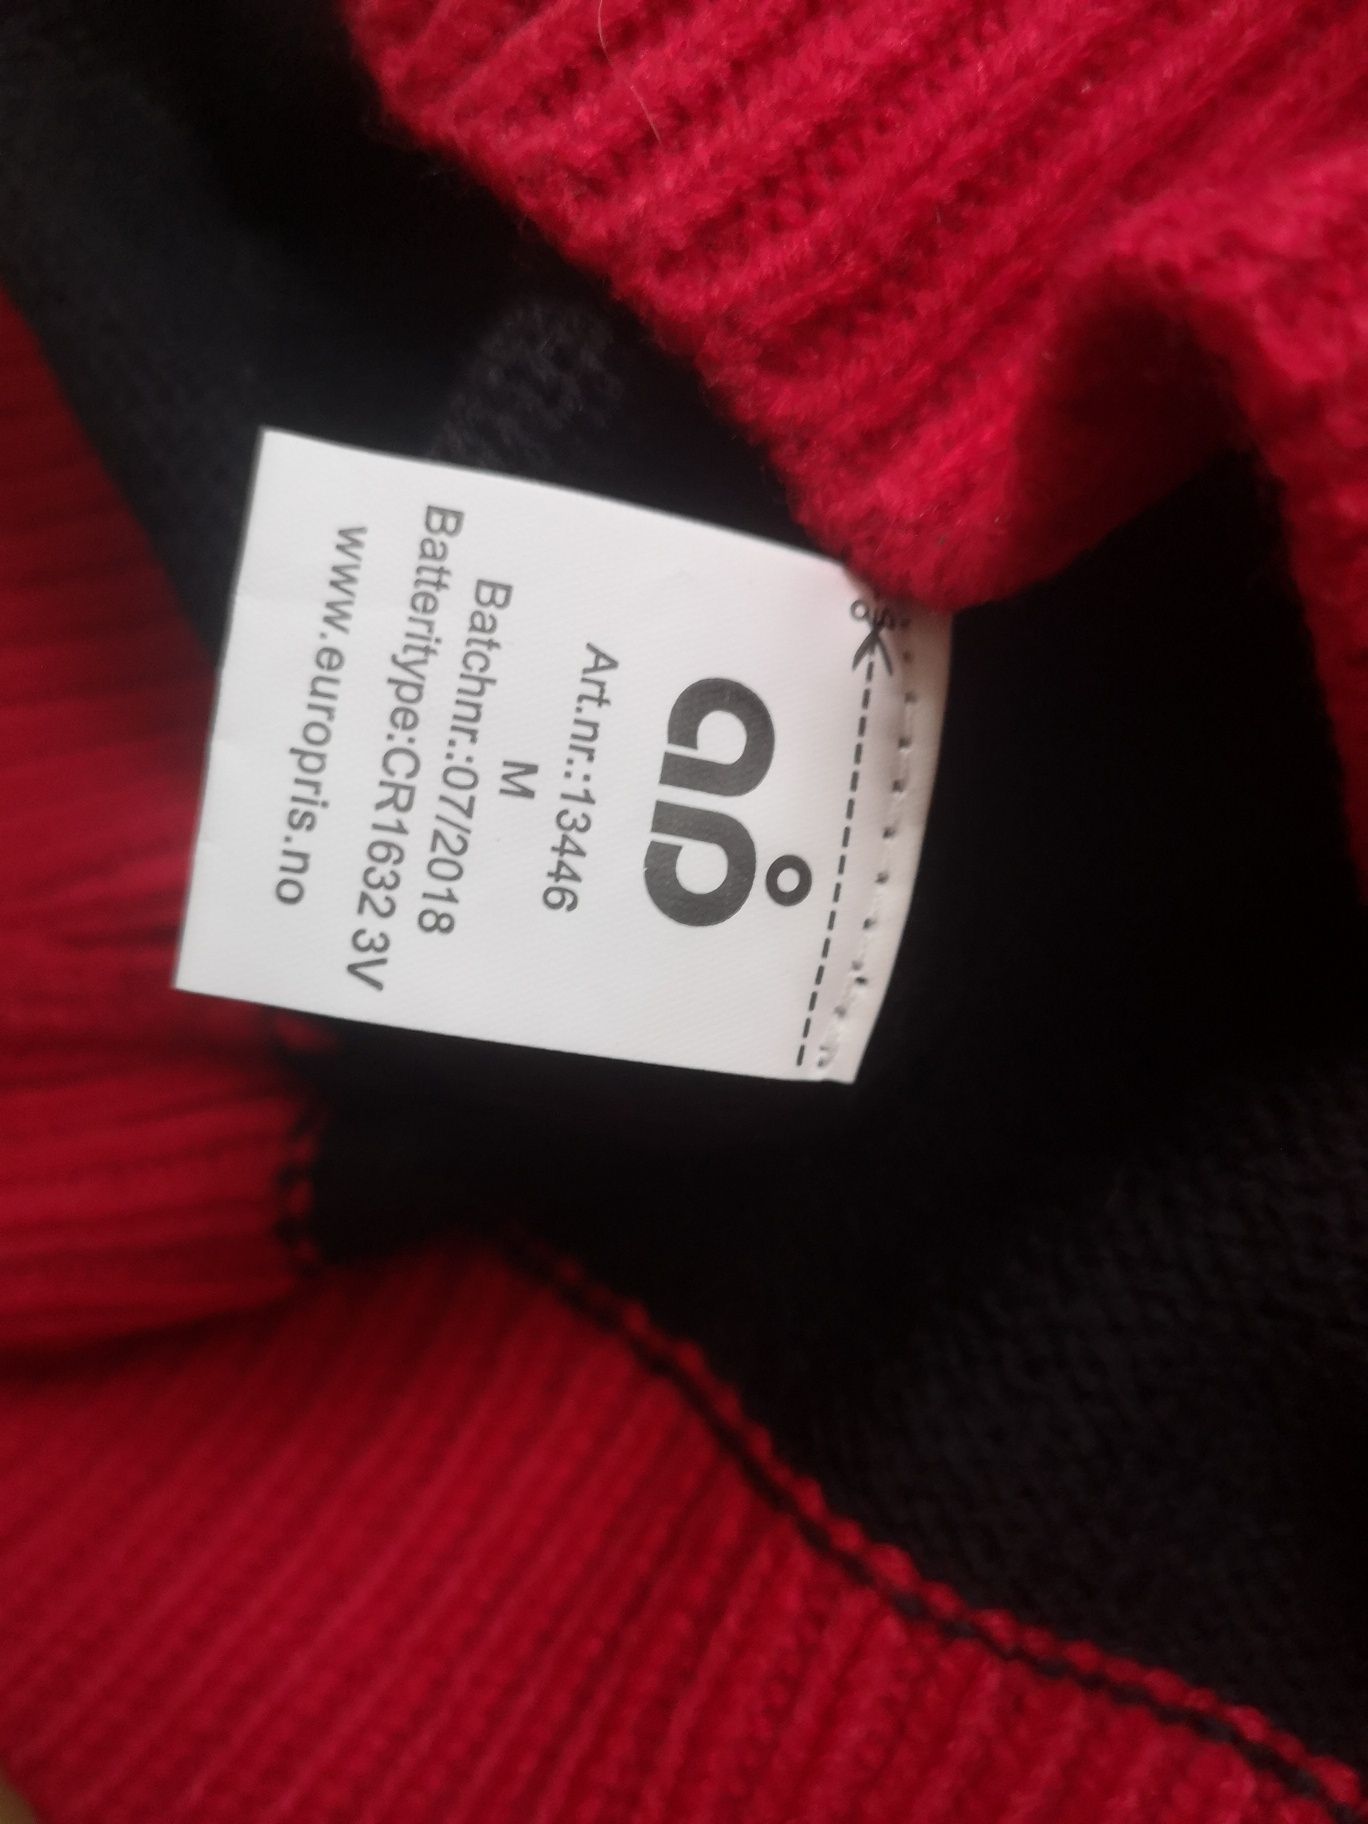 Art.nr.:13446
M
Batchnr.:07/2018
Batteritype:CR1632 3V
www.europris.no